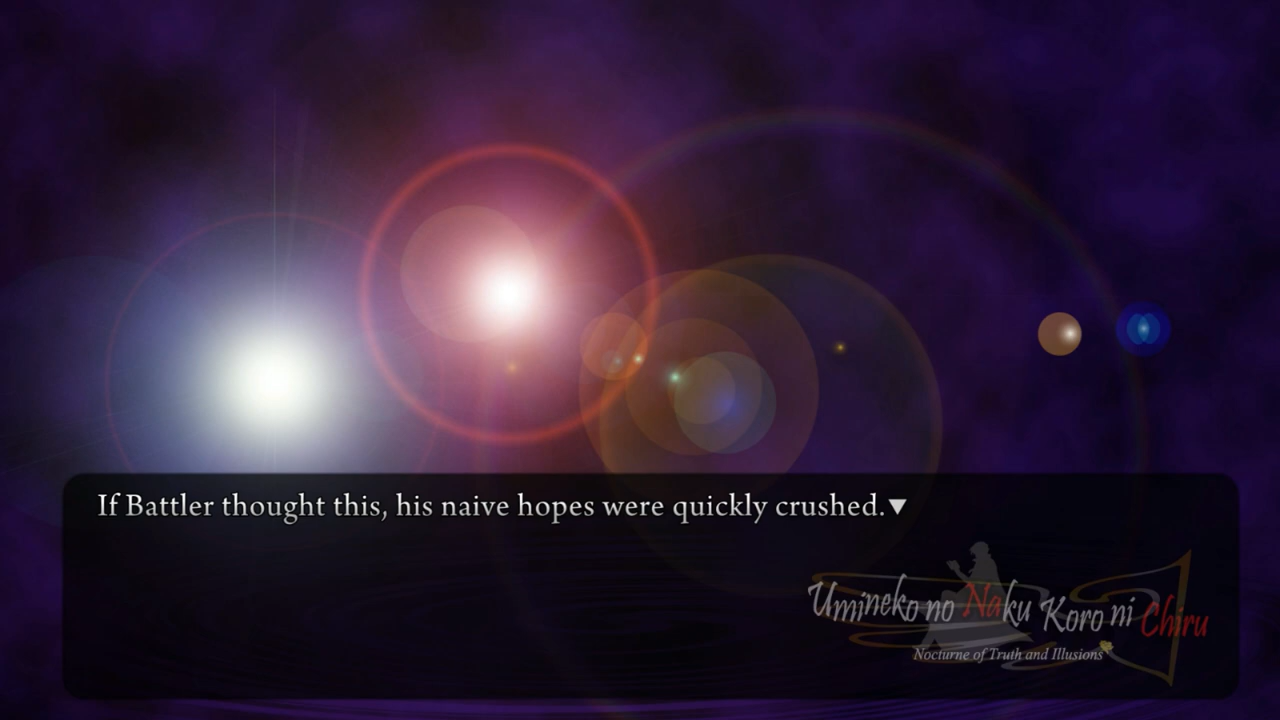 If Battler thought this, his naive hopes were quickly crushed.▼
Umineko no Naku Koro ni Chiru
Nocturne of Truth and Illusions